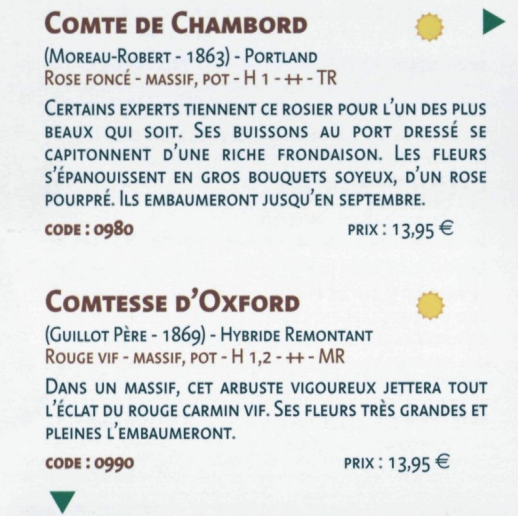 Comte de Chambord
(Moreau-Robert - 1863) - Portland
Rose foncé - massif, pot - H 1 - ++ - TR
Certains experts tiennent ce rosier pour l'un des plus
beaux qui soit. Ses buissons au port dressé se
capitonnent d'une riche frondaison. Les fleurs
s'épanouissent en gros bouquets soyeux, d'un rose
pourpré. Ils embaumeront jusqu'en septembre.
code : 0980 prix : 13,95 €
Comtesse d'Oxford
(Guillot Père - 1869) - Hybride Remontant
Rouge vif - massif, pot - H 1,2 - ++ - MR
Dans un massif, cet arbuste vigoureux jettera tout
l'éclat du rouge carmin vif. Ses fleurs très grandes et
pleines l'embaumeront.
code : 0990 prix : 13,95 €